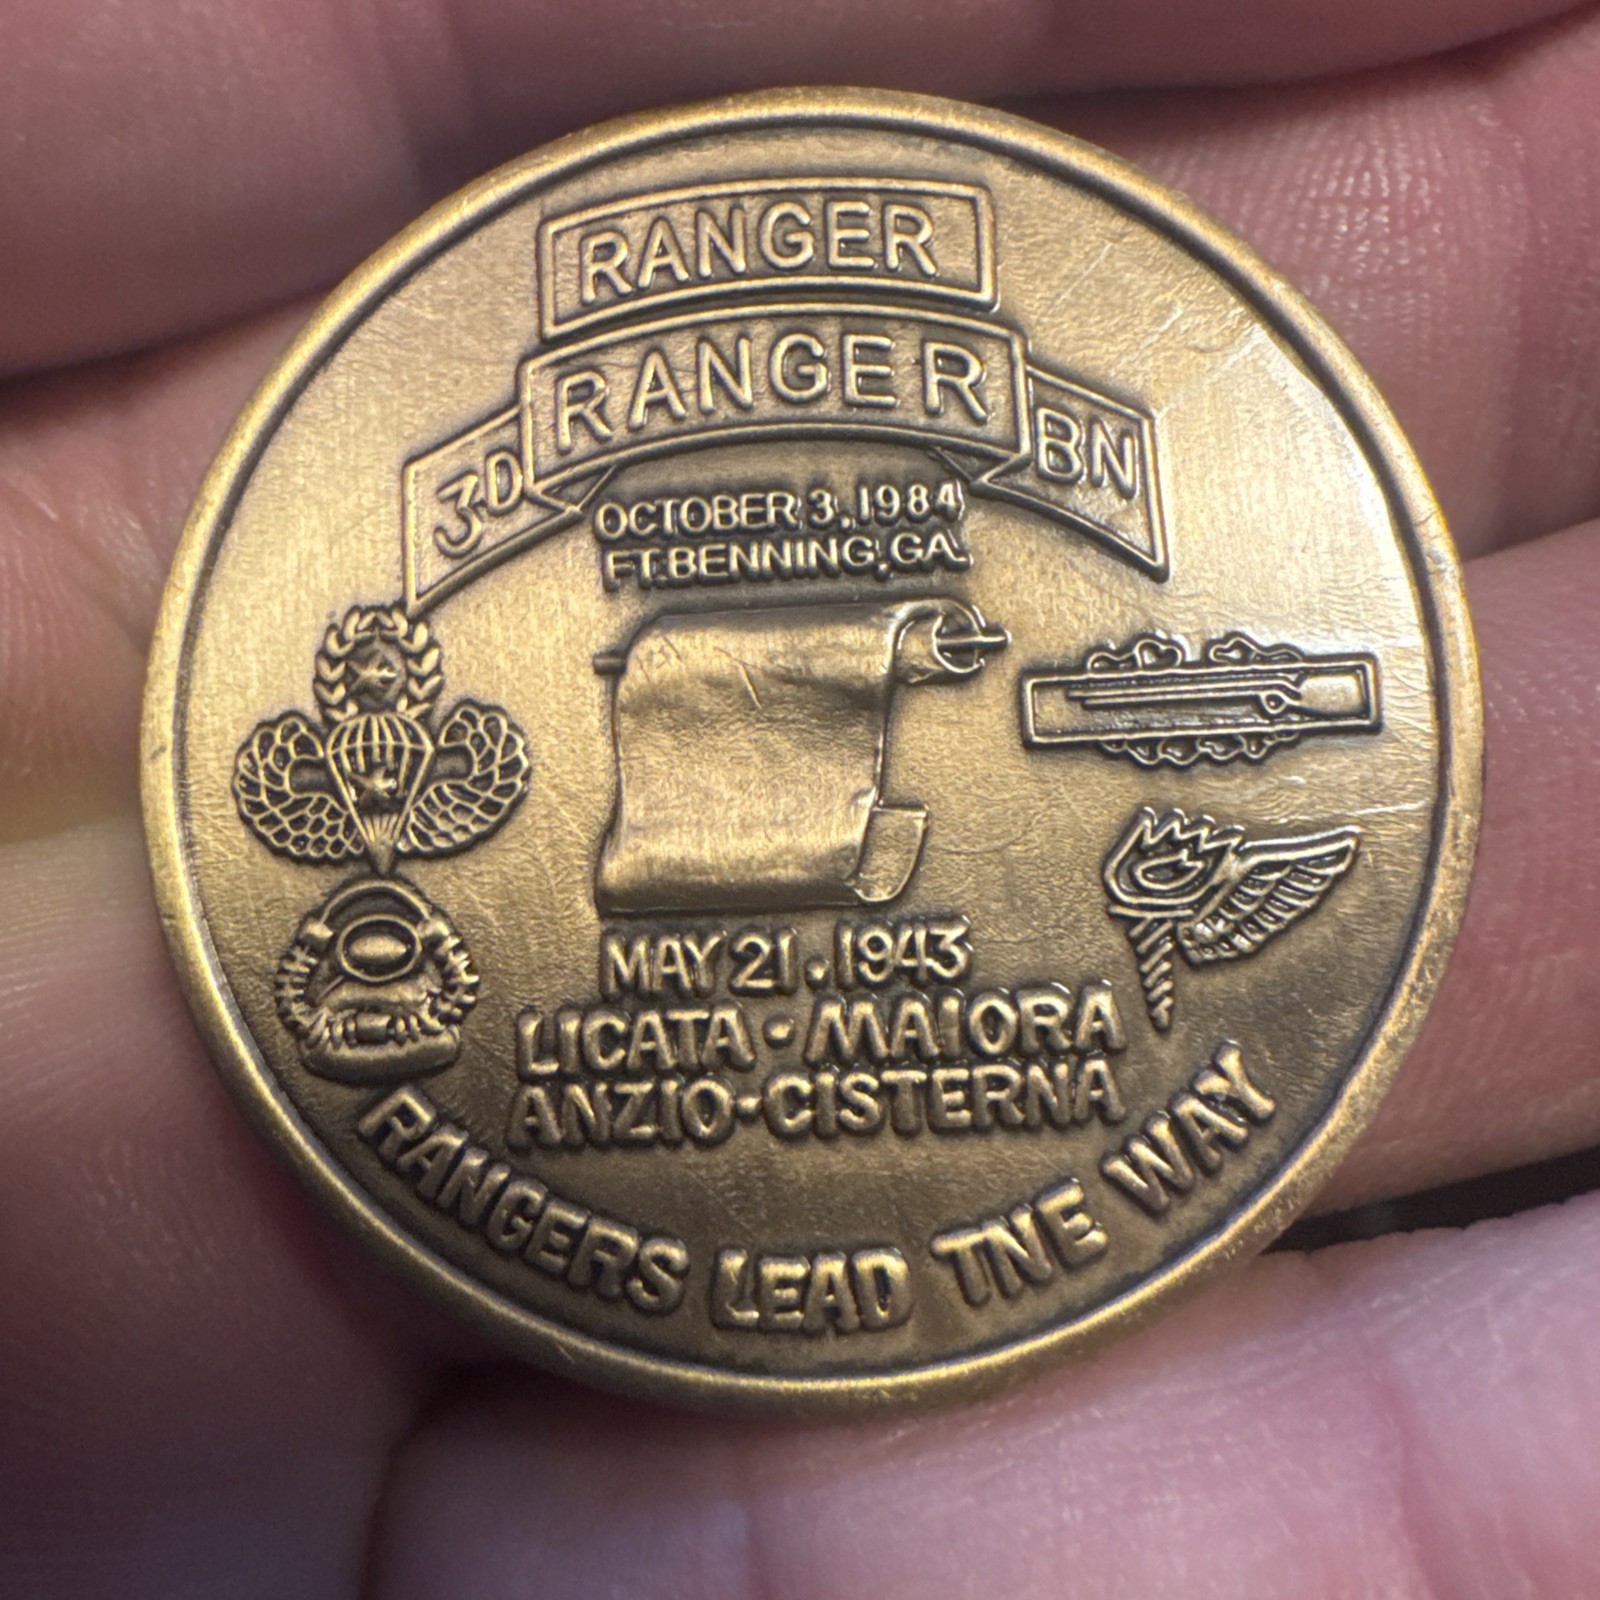 RANGER
3D RANGER BN
OCTOBER 3, 1984
FT. BENNING, GA.
MAY 21, 1943
LICATA · MAIORA
ANZIO - CISTERNA
RANGERS LEAD TNE WAY